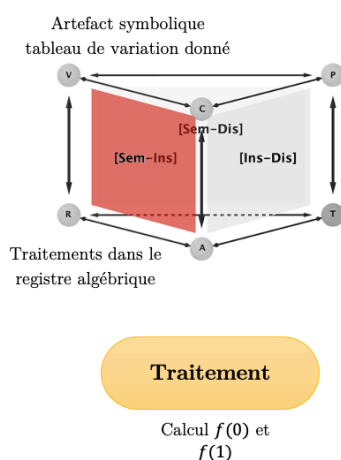 Artefact symbolique
tableau de variation donné
V
P
C
[Sem-Dis]
[Sem-Ins]
[Ins-Dis]
R
T
A
Traitements dans le
registre algébrique
Traitement
Calcul f(0) et
f(1)